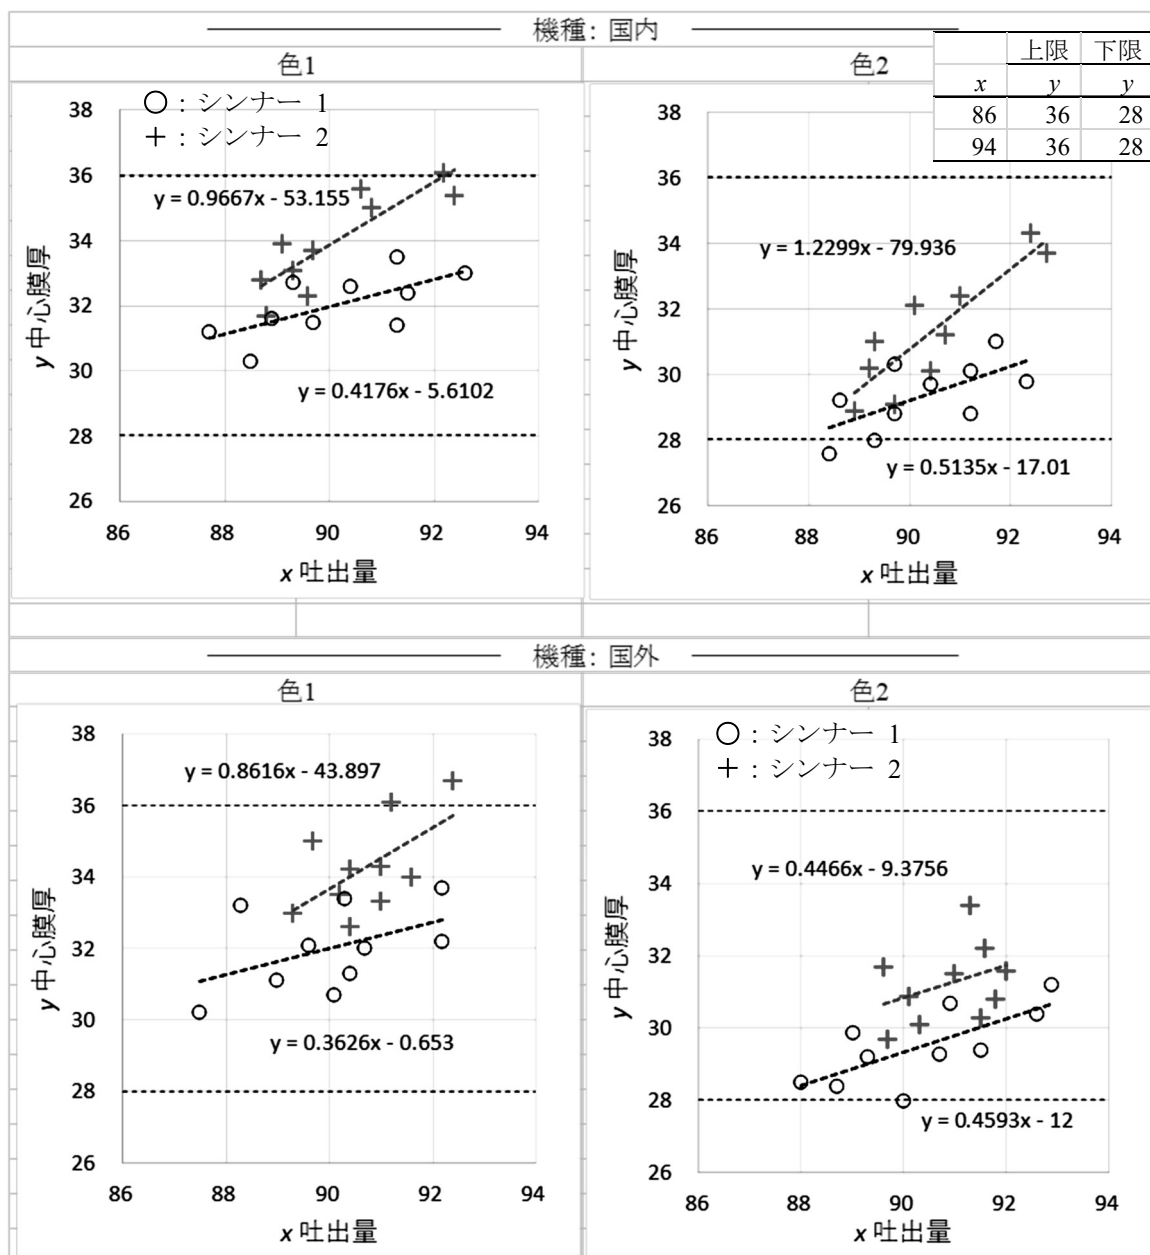 機種: 国内
色1
色2
上限 下限
x y y
86 36 28
94 36 28
○ : シンナー 1
+ : シンナー 2
38
36
34
32
30
28
26
y 中心膜厚
y = 0.9667x - 53.155
y = 0.4176x - 5.6102
86 88 90 92 94
x 吐出量
38
36
34
32
30
28
26
y 中心膜厚
y = 1.2299x - 79.936
y = 0.5135x - 17.01
86 88 90 92 94
x 吐出量
機種: 国外
色1
色2
38
36
34
32
30
28
26
y 中心膜厚
y = 0.8616x - 43.897
y = 0.3626x - 0.653
86 88 90 92 94
x 吐出量
○ : シンナー 1
+ : シンナー 2
38
36
34
32
30
28
26
y 中心膜厚
y = 0.4466x - 9.3756
y = 0.4593x - 12
86 88 90 92 94
x 吐出量